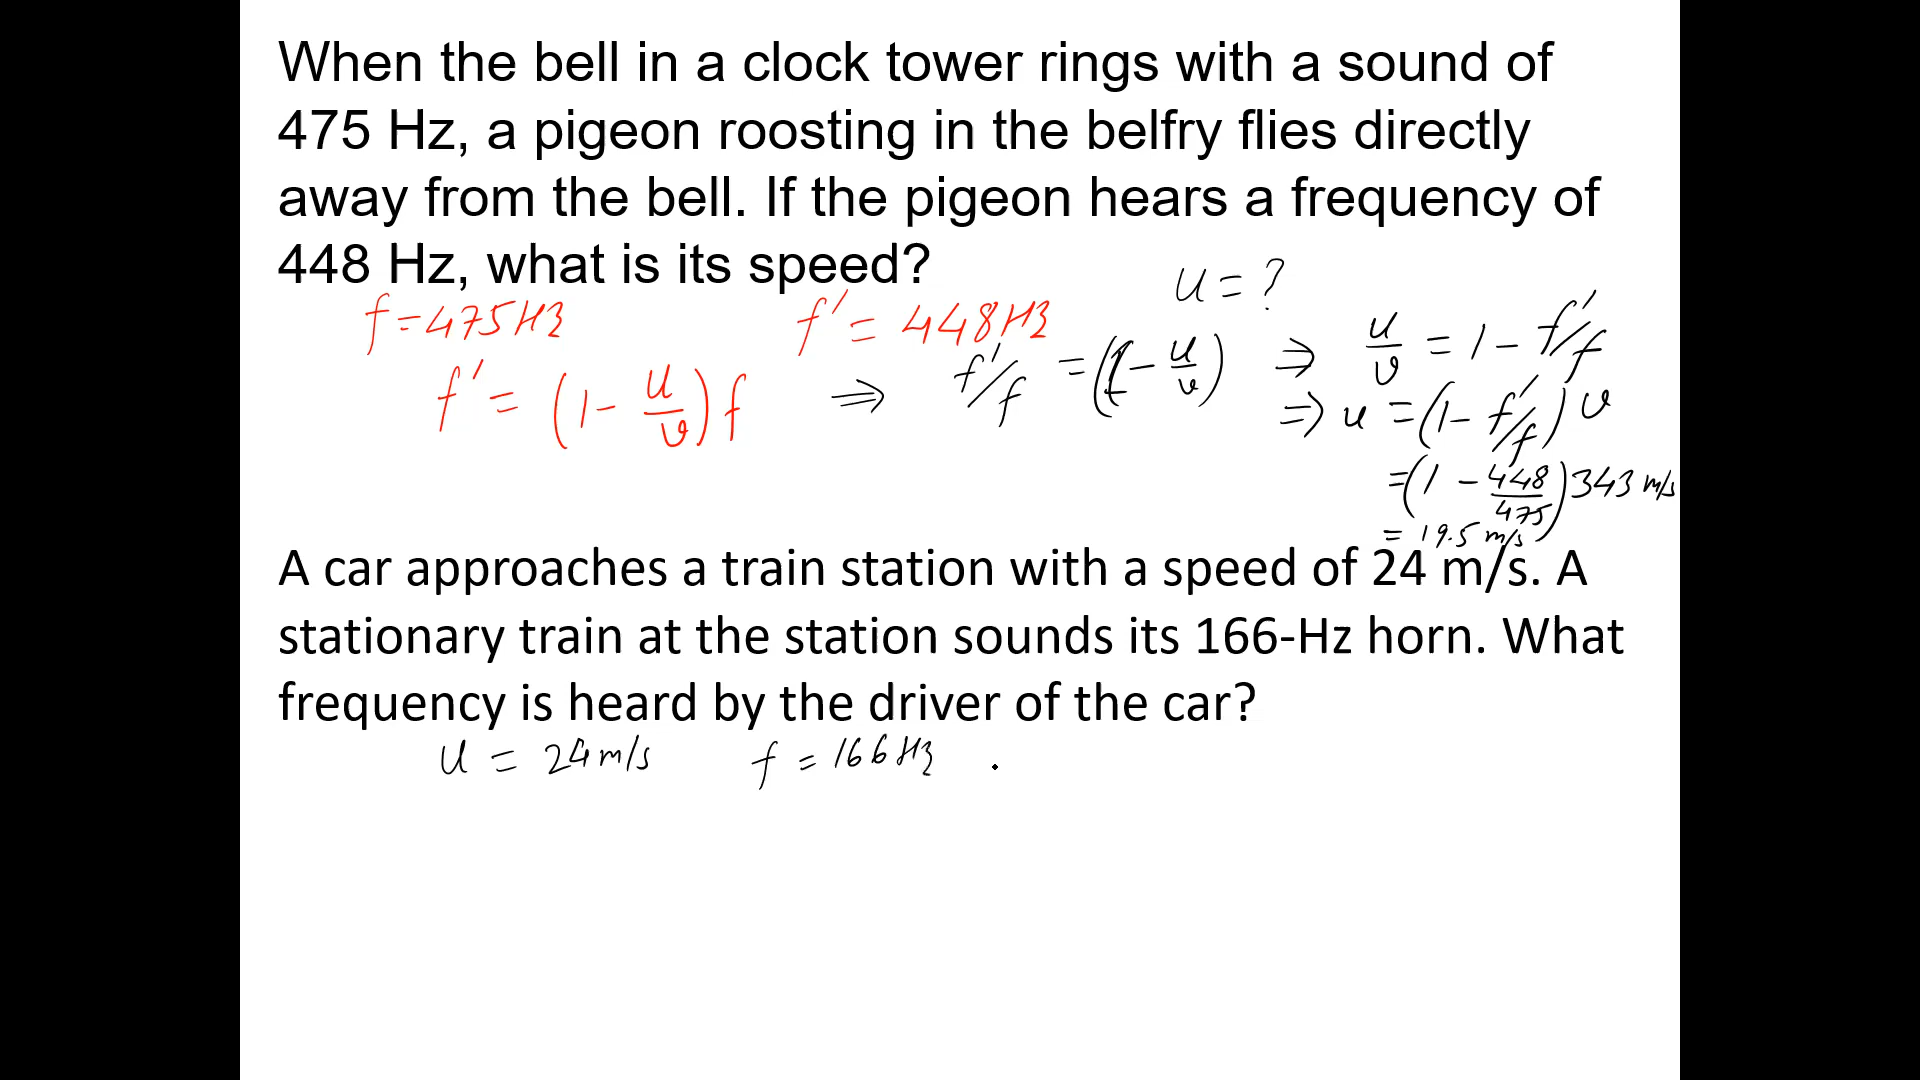 When the bell in a clock tower rings with a sound of
475 Hz, a pigeon roosting in the belfry flies directly
away from the bell. If the pigeon hears a frequency of
448 Hz, what is its speed?
u = ?
f = 475 Hz f' = 448 Hz
f' = (1 - u/v) f ⇒ f'/f = (1 - u/v) ⇒ u/v = 1 - f'/f
⇒ u = (1 - f'/f) v
= (1 - 448/475) 343 m/s
= 19.5 m/s
A car approaches a train station with a speed of 24 m/s. A
stationary train at the station sounds its 166-Hz horn. What
frequency is heard by the driver of the car?
u = 24 m/s f = 166 Hz